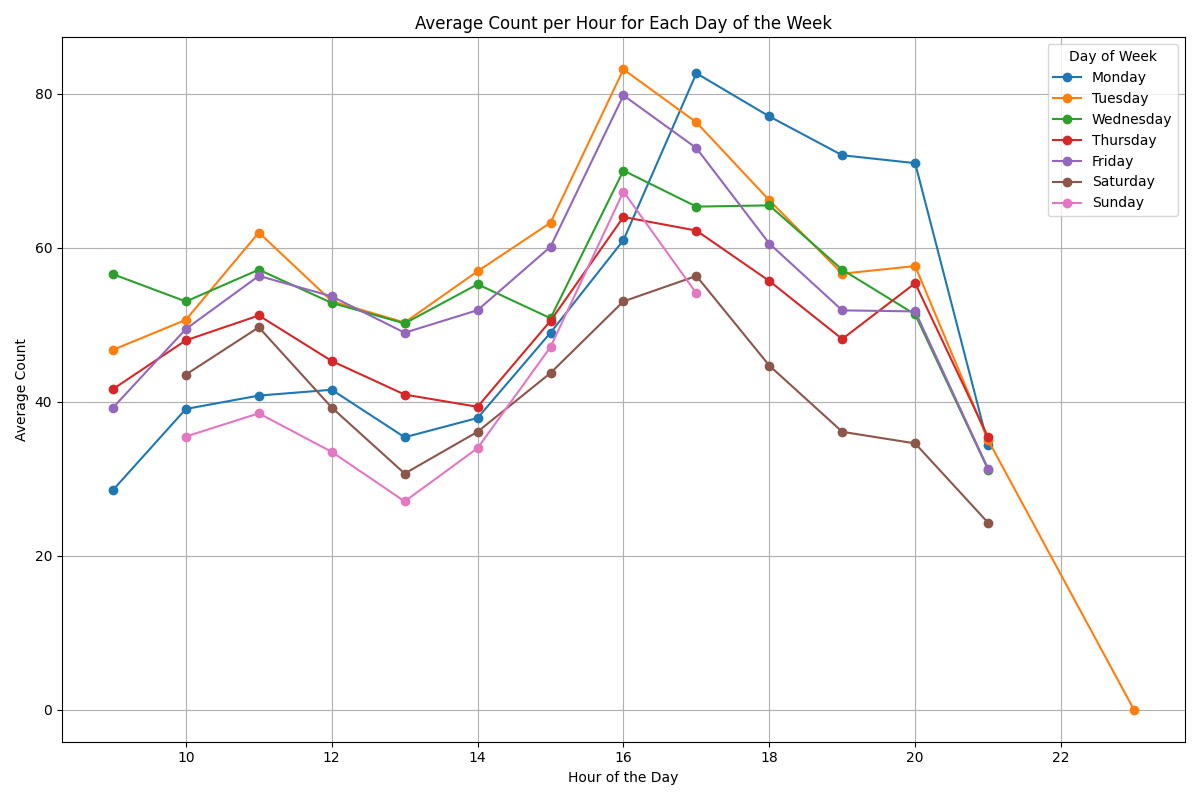 Average Count per Hour for Each Day of the Week
Day of Week
Monday
Tuesday
Wednesday
Thursday
Friday
Saturday
Sunday
Average Count
80
60
40
20
0
10 12 14 16 18 20 22
Hour of the Day